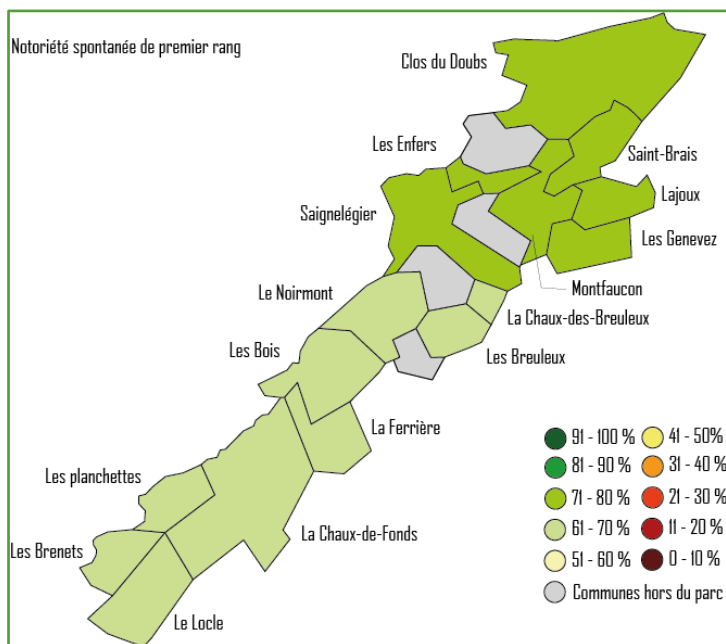 Notoriété spontanée de premier rang
Clos du Doubs
Les Enfers
Saint-Brais
Lajoux
Saignelégier
Les Genevez
Montfaucon
Le Noirmont
La Chaux-des-Breuleux
Les Bois
Les Breuleux
La Ferrière
Les planchettes
La Chaux-de-Fonds
Les Brenets
Le Locle
91 - 100 %
81 - 90 %
71 - 80 %
61 - 70 %
51 - 60 %
41 - 50%
31 - 40 %
21 - 30 %
11 - 20 %
0 - 10 %
Communes hors du parc